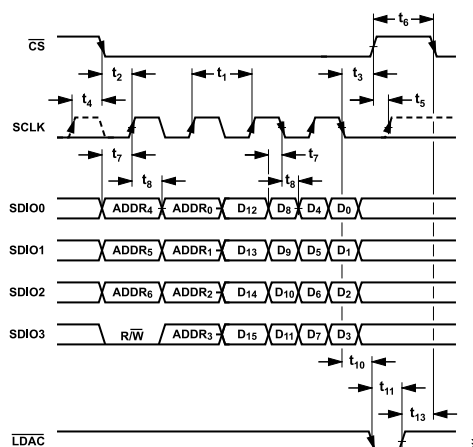 t₆
C̅S̅
t₂ t₁ t₃
t₄ t₅
SCLK
t₇ t₇
t₈ t₈
SDIO0 ADDR₄ ADDR₀ D₁₂ D₈ D₄ D₀
SDIO1 ADDR₅ ADDR₁ D₁₃ D₉ D₅ D₁
SDIO2 ADDR₆ ADDR₂ D₁₄ D₁₀ D₆ D₂
SDIO3 R/W̅ ADDR₃ D₁₅ D₁₁ D₇ D₃
t₁₀
t₁₁
t₁₃
L̅D̅A̅C̅